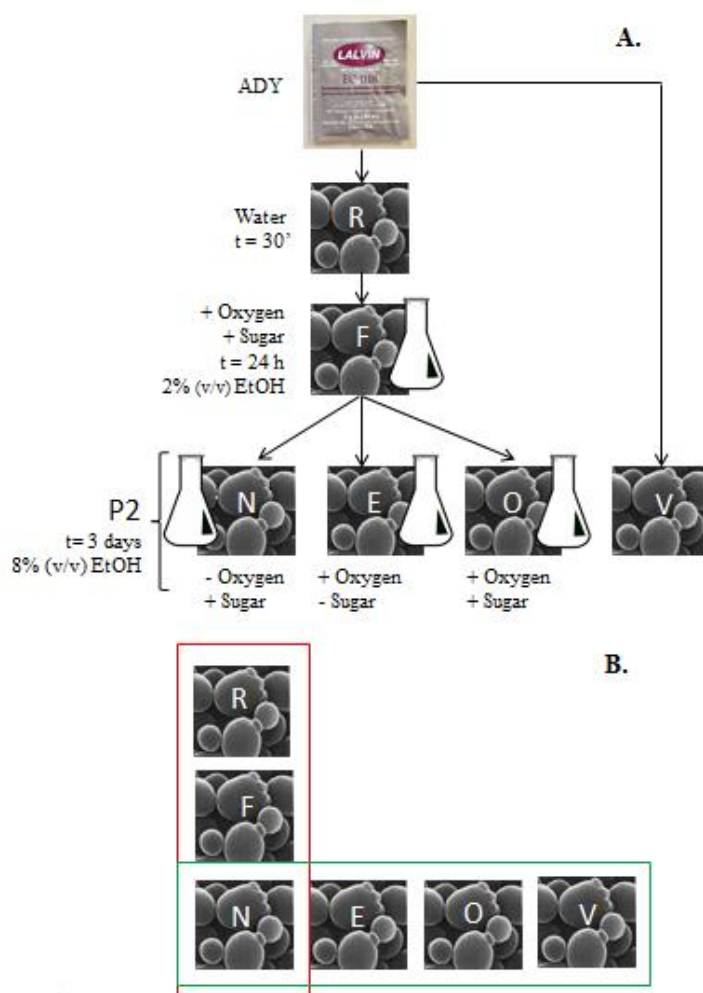 A.
LALVIN
ADY
R
Water
t = 30’
+ Oxygen
+ Sugar
t = 24 h
2% (v/v) EtOH
F
P2
t= 3 days
8% (v/v) EtOH
N
E
O
V
- Oxygen
+ Sugar
+ Oxygen
- Sugar
+ Oxygen
+ Sugar
B.
R
F
N
E
O
V